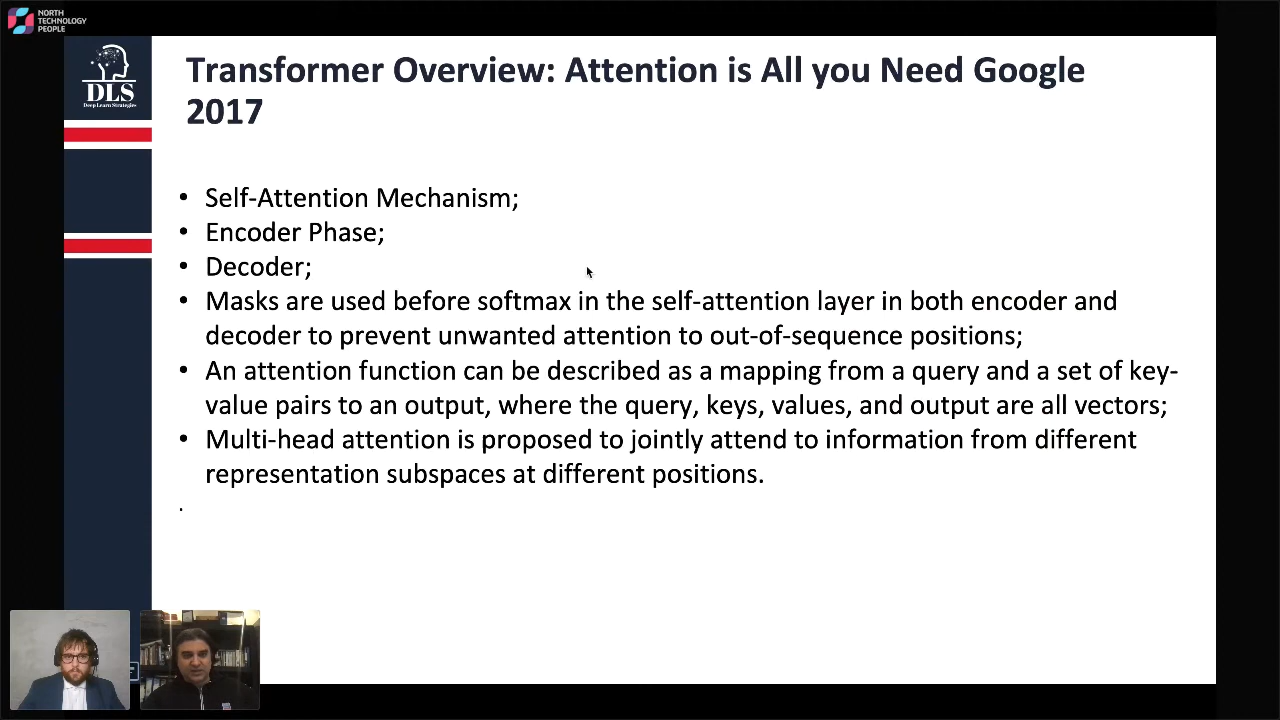 NORTH
TECHNOLOGY
PEOPLE
DLS
Deep Learn Strategies
Transformer Overview: Attention is All you Need Google
2017
• Self-Attention Mechanism;
• Encoder Phase;
• Decoder;
• Masks are used before softmax in the self-attention layer in both encoder and
decoder to prevent unwanted attention to out-of-sequence positions;
• An attention function can be described as a mapping from a query and a set of key-
value pairs to an output, where the query, keys, values, and output are all vectors;
• Multi-head attention is proposed to jointly attend to information from different
representation subspaces at different positions.
.